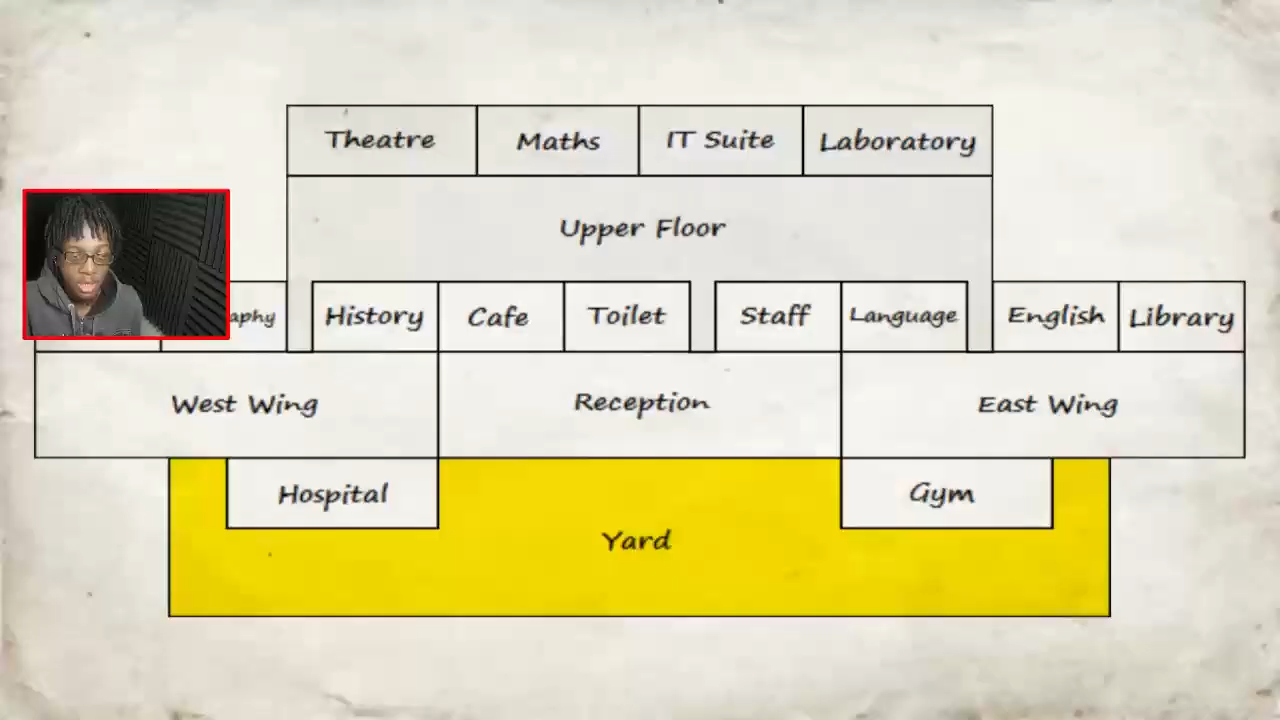 Theatre
Maths
IT Suite
Laboratory
Upper Floor
History
Cafe
Toilet
Staff
Language
English
Library
West Wing
Reception
East Wing
Hospital
Gym
Yard